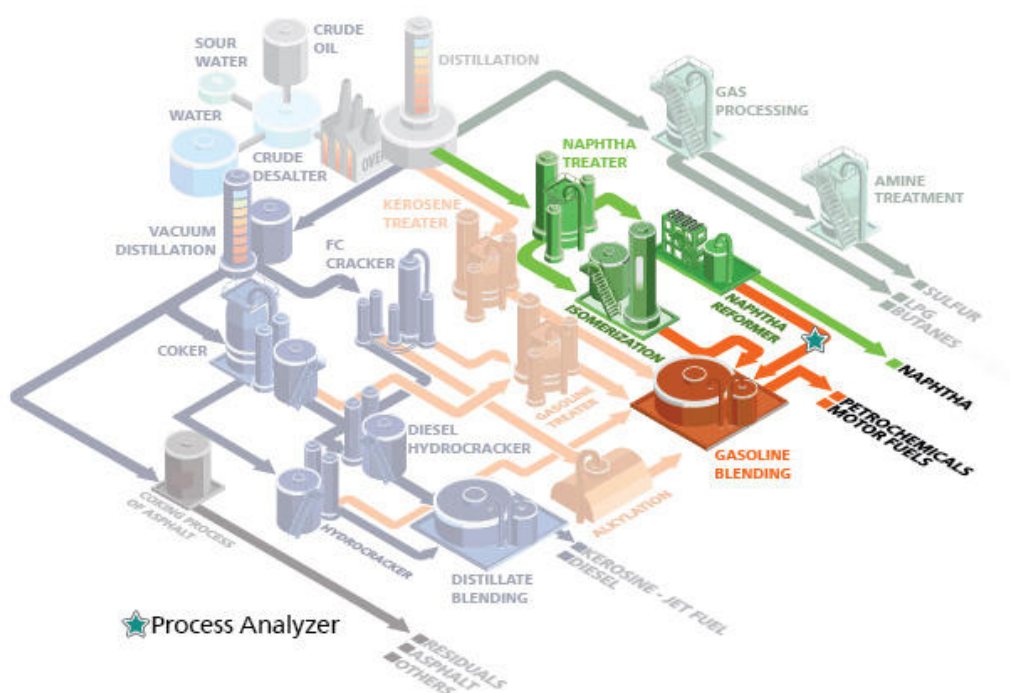 CRUDE
OIL
SOUR
WATER
DISTILLATION
WATER
CRUDE
DESALTER
OVE
GAS
PROCESSING
NAPHTHA
TREATER
AMINE
TREATMENT
KEROSENE
TREATER
VACUUM
DISTILLATION
FC
CRACKER
ISOMERIZATION
NAPHTHA
REFORMER
SULFUR
LPG
BUTANES
NAPHTHA
COKER
GASOLINE
TREATER
PETROCHEMICALS
MOTOR FUELS
DIESEL
HYDROCRACKER
GASOLINE
BLENDING
COKING PROCESS
OF ASPHALT
HYDROCRACKER
ALKYLATION
DISTILLATE
BLENDING
KEROSINE - JET FUEL
DIESEL
Process Analyzer
RESIDUALS
ASPHALT
OTHERS